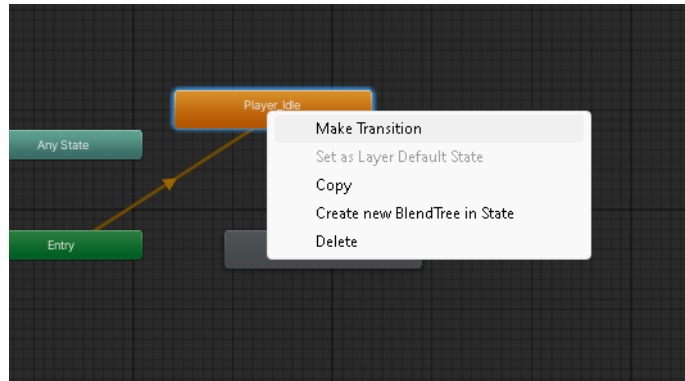 Player_Idle
Make Transition
Any State
Set as Layer Default State
Copy
Create new BlendTree in State
Entry
Delete